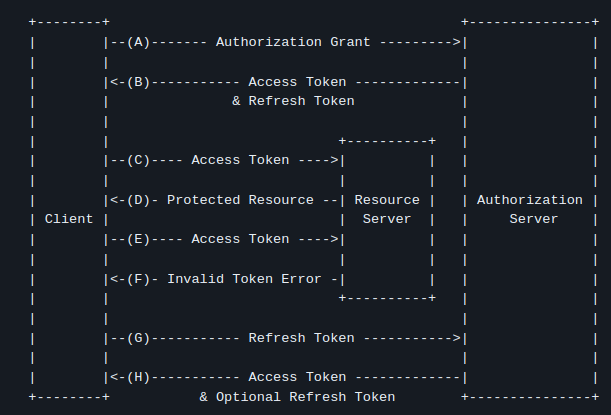 +--------+                                           +---------------+
|        |--(A)------- Authorization Grant --------->|               |
|        |                                           |               |
|        |<-(B)----------- Access Token -------------|               |
|        |               & Refresh Token             |               |
|        |                                           |               |
|        |                            +----------+   |               |
|        |--(C)---- Access Token ---->|          |   |               |
|        |                            |          |   |               |
|        |<-(D)- Protected Resource --| Resource |   | Authorization |
| Client |                            |  Server  |   |     Server    |
|        |--(E)---- Access Token ---->|          |   |               |
|        |                            |          |   |               |
|        |<-(F)- Invalid Token Error -|          |   |               |
|        |                            +----------+   |               |
|        |                                           |               |
|        |--(G)----------- Refresh Token ----------->|               |
|        |                                           |               |
|        |<-(H)----------- Access Token -------------|               |
+--------+           & Optional Refresh Token        +---------------+